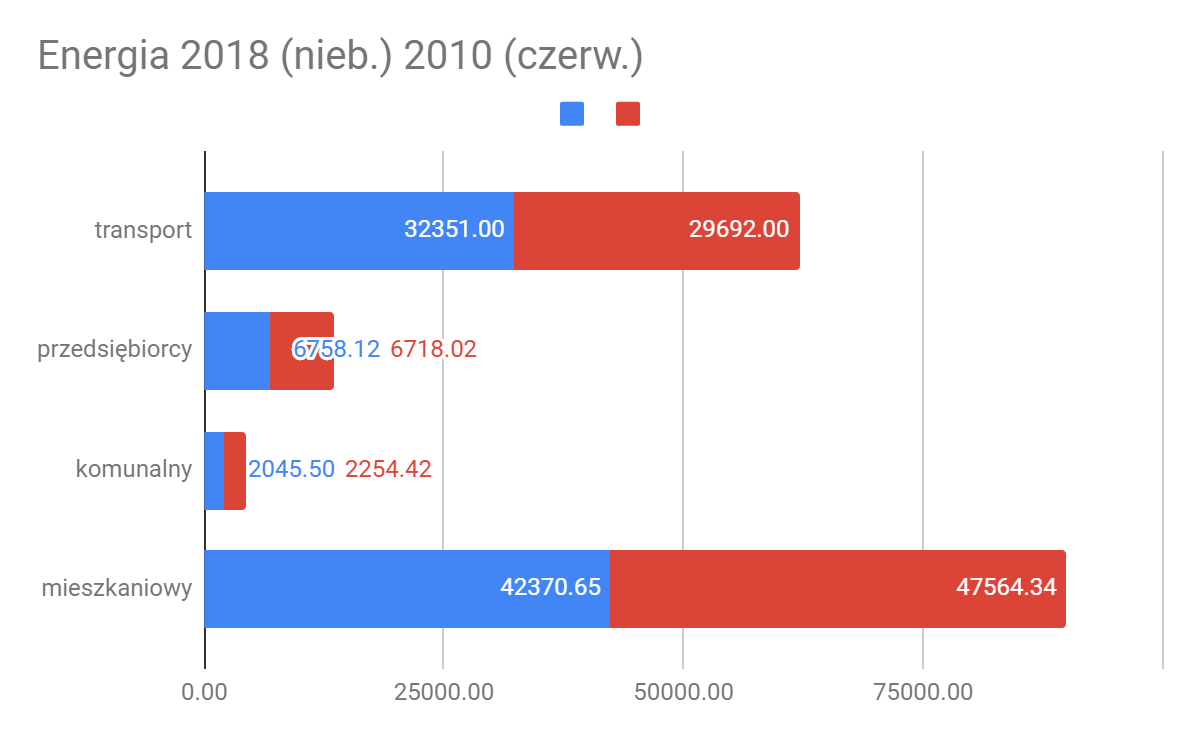 Energia 2018 (nieb.) 2010 (czerw.)
transport 32351.00 29692.00
przedsiębiorcy 6758.12 6718.02
komunalny 2045.50 2254.42
mieszkaniowy 42370.65 47564.34
0.00 25000.00 50000.00 75000.00